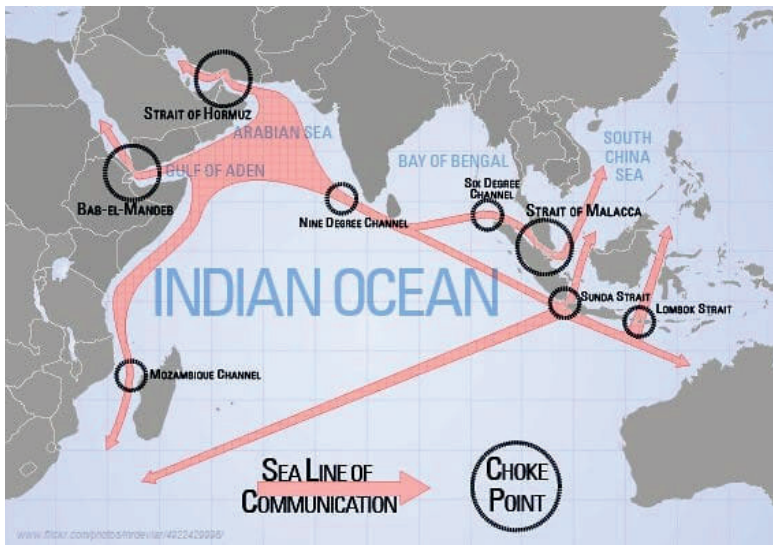 Strait of Hormuz
Arabian Sea
Gulf of Aden
Bab-el-Mandeb
Bay of Bengal
South
China
Sea
Six Degree
Channel
Strait of Malacca
Nine Degree Channel
Indian Ocean
Sunda Strait
Lombok Strait
Mozambique Channel
Sea Line of
Communication
Choke
Point